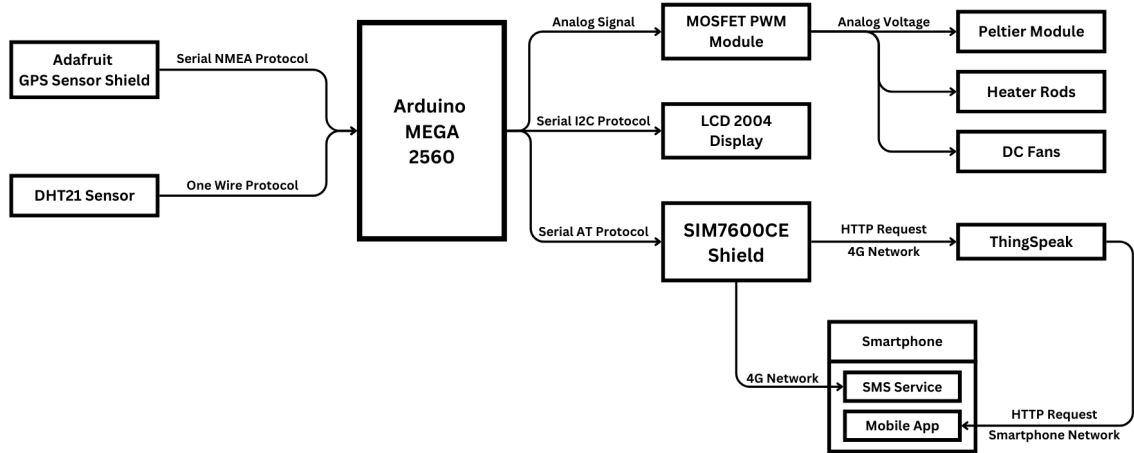 Adafruit
GPS Sensor Shield
Serial NMEA Protocol
DHT21 Sensor
One Wire Protocol
Arduino
MEGA
2560
Analog Signal
MOSFET PWM
Module
Analog Voltage
Peltier Module
Heater Rods
DC Fans
Serial I2C Protocol
LCD 2004
Display
Serial AT Protocol
SIM7600CE
Shield
HTTP Request
4G Network
ThingSpeak
Smartphone
4G Network
SMS Service
Mobile App
HTTP Request
Smartphone Network